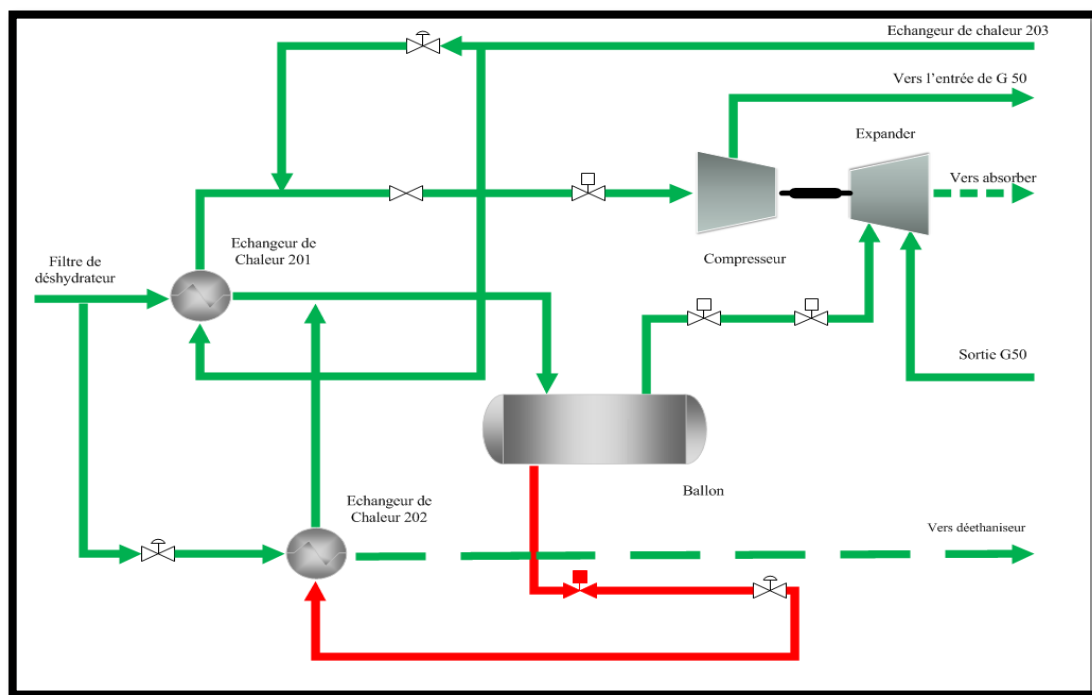 Echangeur de chaleur 203
Vers l'entrée de G 50
Expander
Vers absorber
Echangeur de
Chaleur 201
Filtre de
déshydrateur
Compresseur
Sortie G50
Ballon
Echangeur de
Chaleur 202
Vers déethaniseur